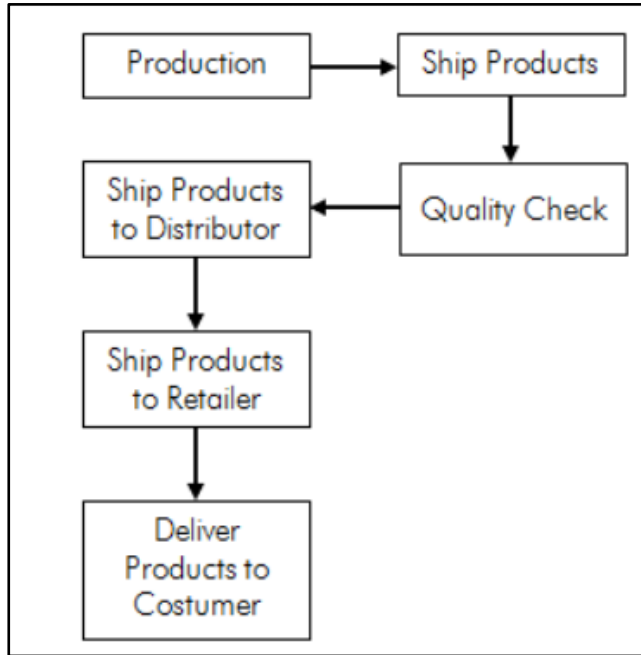 Production
Ship Products
Quality Check
Ship Products
to Distributor
Ship Products
to Retailer
Deliver
Products to
Costumer